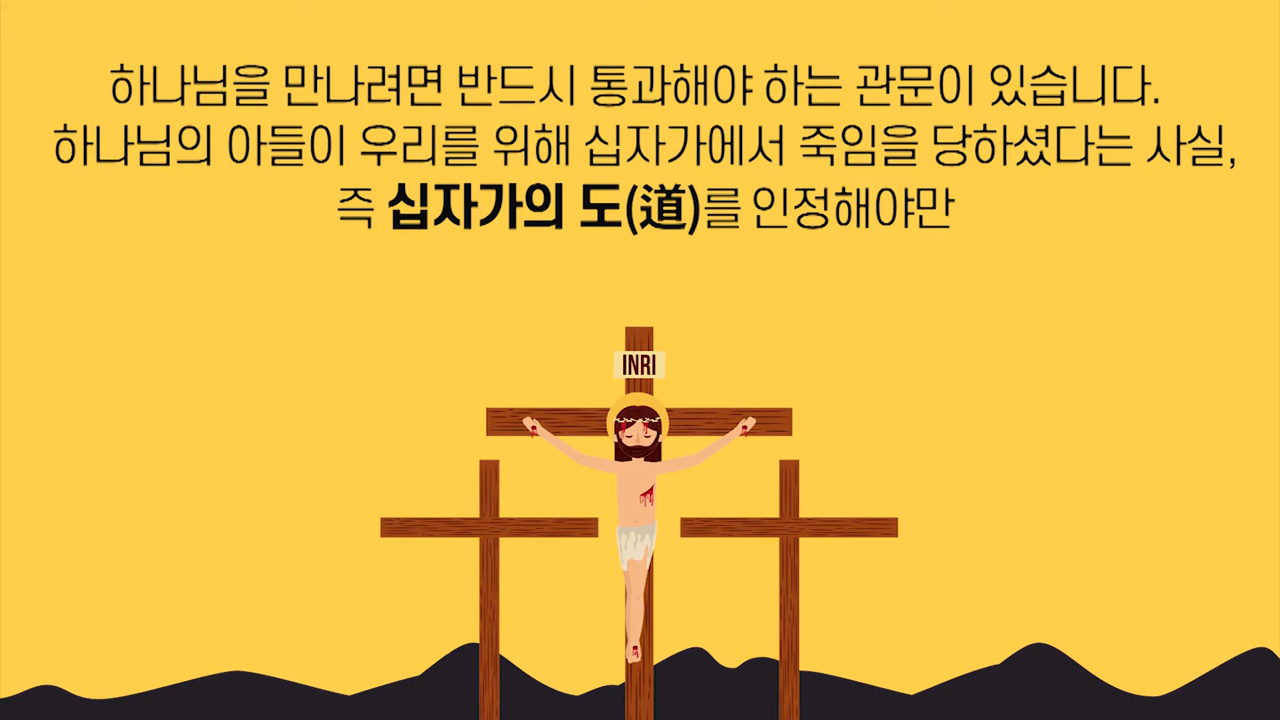 하나님을 만나려면 반드시 통과해야 하는 관문이 있습니다.
하나님의 아들이 우리를 위해 십자가에서 죽임을 당하셨다는 사실,
즉 십자가의 도(道)를 인정해야만
INRI